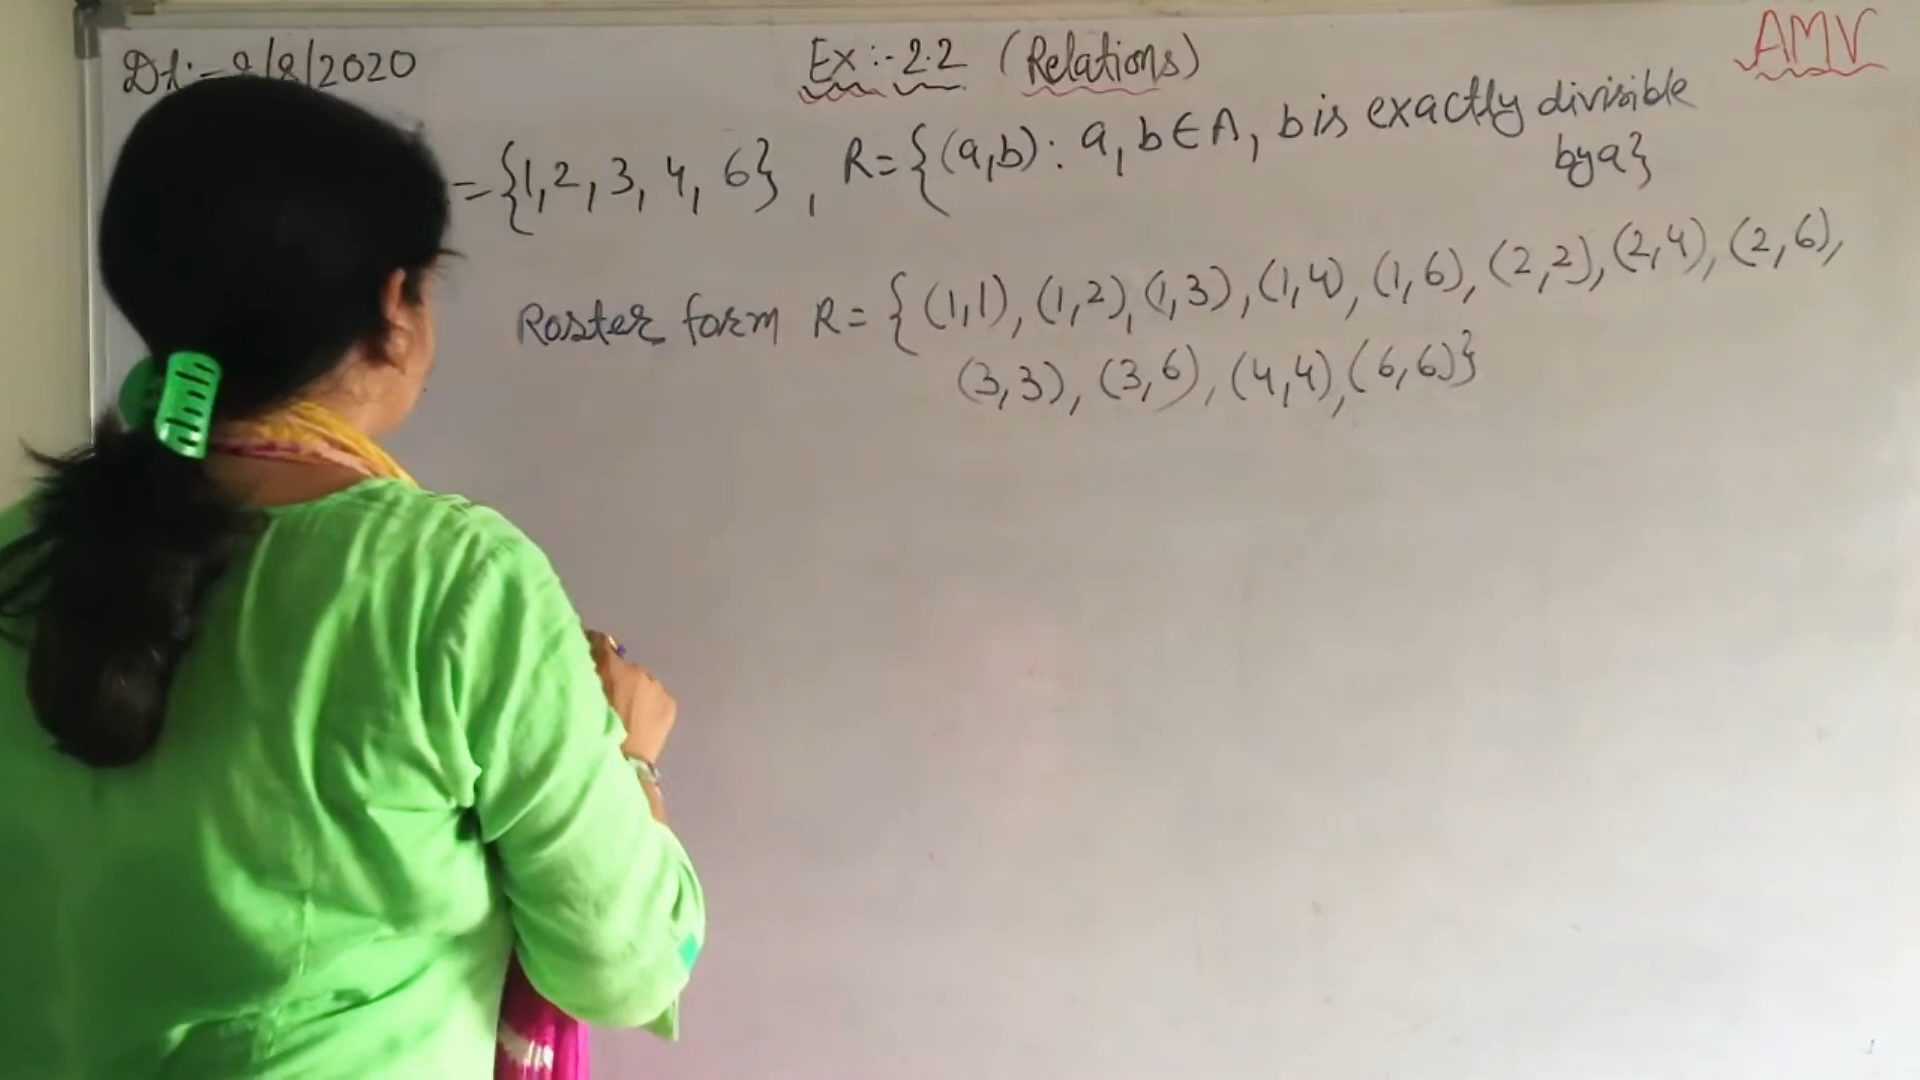 Dt:- 8/2020
Ex:- 2.2 (Relations)
AMV
={1,2,3,4,6}, R={(a,b): a,b∈A, b is exactly divisible
by a}
Roster form R={(1,1),(1,2),(1,3),(1,4),(1,6),(2,2),(2,4),(2,6),
(3,3),(3,6),(4,4),(6,6)}